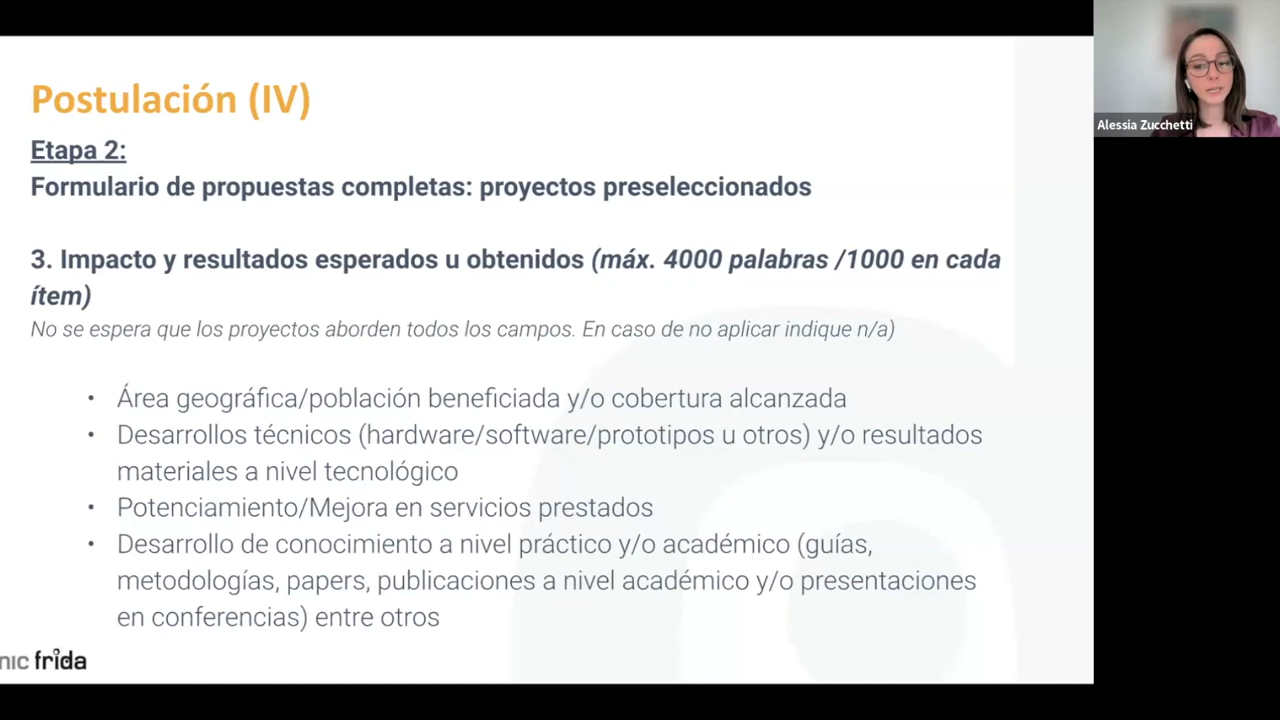 Postulación (IV)
Etapa 2:
Formulario de propuestas completas: proyectos preseleccionados
3. Impacto y resultados esperados u obtenidos (máx. 4000 palabras /1000 en cada
ítem)
No se espera que los proyectos aborden todos los campos. En caso de no aplicar indique n/a)
• Área geográfica/población beneficiada y/o cobertura alcanzada
• Desarrollos técnicos (hardware/software/prototipos u otros) y/o resultados
materiales a nivel tecnológico
• Potenciamiento/Mejora en servicios prestados
• Desarrollo de conocimiento a nivel práctico y/o académico (guías,
metodologías, papers, publicaciones a nivel académico y/o presentaciones
en conferencias) entre otros
nic frida
Alessia Zucchetti